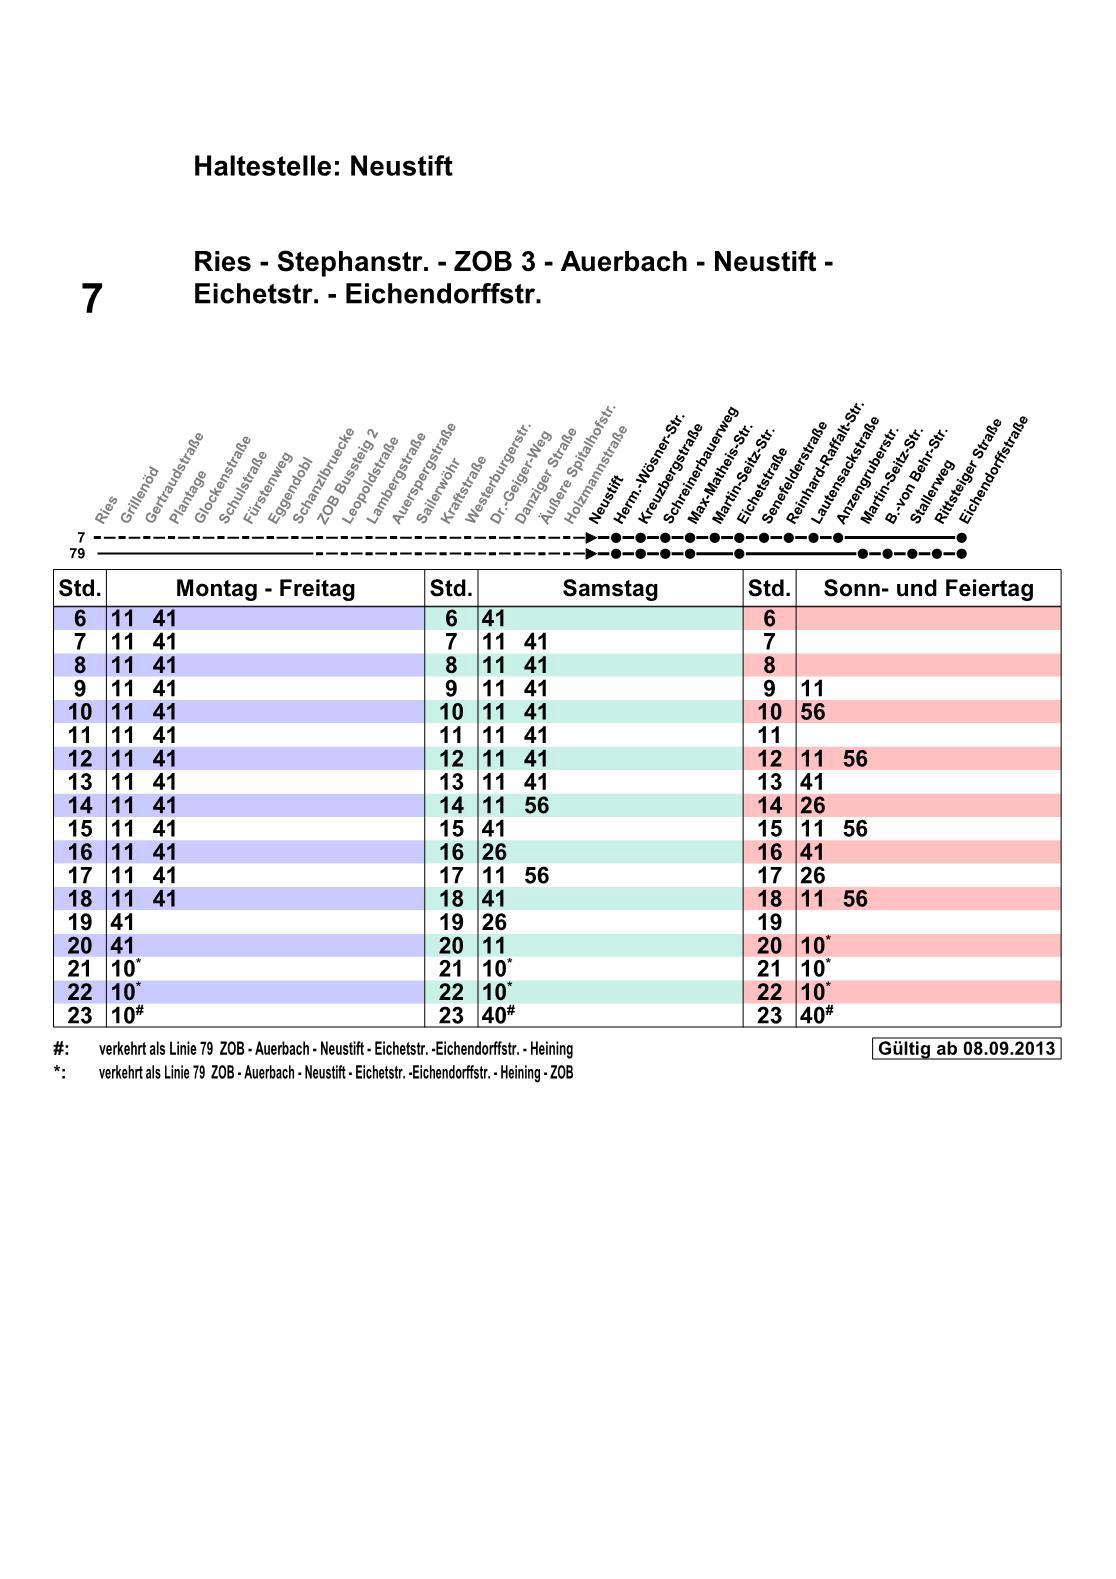 Haltestelle: Neustift
Ries - Stephanstr. - ZOB 3 - Auerbach - Neustift -
7 Eichetstr. - Eichendorffstr.
Ries
Grillenöd
Gertraudstraße
Plantage
Glockenstraße
Schulstraße
Fürstenweg
Eggendobl
Schanzlbruecke
ZOB Bussteig 2
Leopoldstraße
Lambergstraße
Auerspergstraße
Sailerwöhr
Kraftstraße
Westerburgerstr.
Dr.-Geiger-Weg
Danziger Straße
Äußere Spitalhofstr.
Holzmannstraße
Neustift
Herm.-Wösner-Str.
Kreuzbergstraße
Schreinerbauerweg
Max-Matheis-Str.
Martin-Seitz-Str.
Eichetstraße
Senefelderstraße
Reinhard-Raffalt-Str.
Lautensackstraße
Anzengruberstr.
Martin-Seitz-Str.
B.-von Behr-Str.
Stallerweg
Rittsteiger Straße
Eichendorffstraße
7
79
Std. Montag - Freitag Std. Samstag Std. Sonn- und Feiertag
6 11 41 6 41 6
7 11 41 7 11 41 7
8 11 41 8 11 41 8
9 11 41 9 11 41 9 11
10 11 41 10 11 41 10 56
11 11 41 11 11 41 11
12 11 41 12 11 41 12 11 56
13 11 41 13 11 41 13 41
14 11 41 14 11 56 14 26
15 11 41 15 41 15 11 56
16 11 41 16 26 16 41
17 11 41 17 11 56 17 26
18 11 41 18 41 18 11 56
19 41 19 26 19
20 41 20 11 20 10*
21 10* 21 10* 21 10*
22 10* 22 10* 22 10*
23 10# 23 40# 23 40#
#: verkehrt als Linie 79 ZOB - Auerbach - Neustift - Eichetstr. -Eichendorffstr. - Heining Gültig ab 08.09.2013
*: verkehrt als Linie 79 ZOB - Auerbach - Neustift - Eichetstr. -Eichendorffstr. - Heining - ZOB